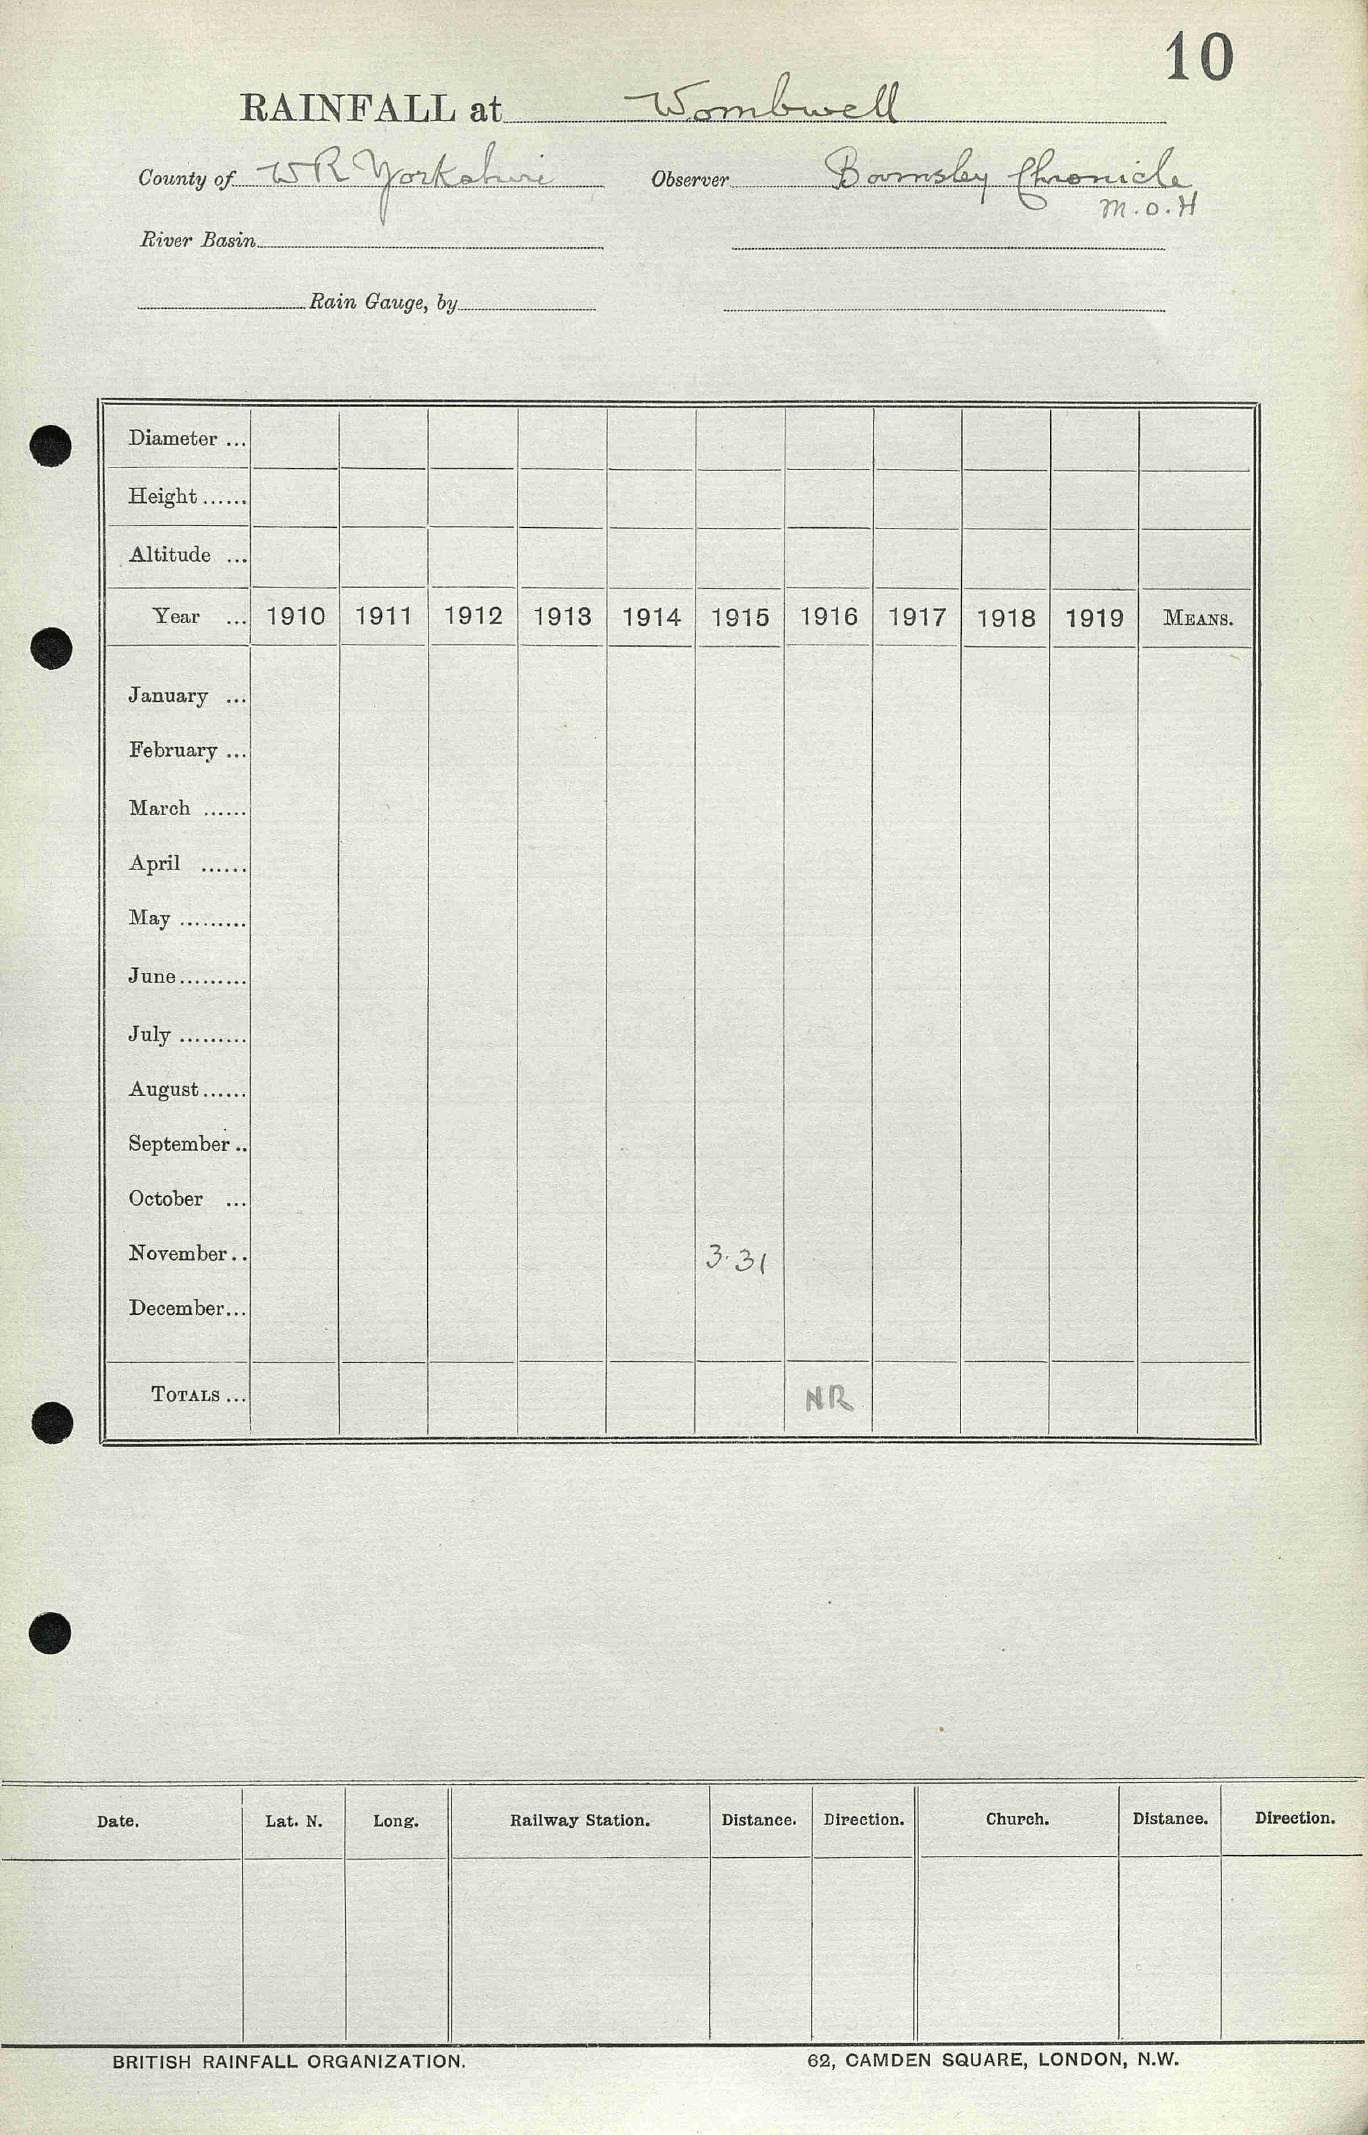 10
RAINFALL at Wombwell
County of W R Yorkshire Observer Barnsley Chronicle
M.O.H
River Basin
Rain Gauge, by
Diameter ...
Height ......
Altitude ...
Year ... 1910 1911 1912 1913 1914 1915 1916 1917 1918 1919 MEANS.
January ...
February ...
March ......
April ......
May .........
June.........
July .........
August......
September..
October ...
November.. 3.31
December...
TOTALS ... NR
Date. Lat. N. Long. Railway Station. Distance. Direction. Church. Distance. Direction.
BRITISH RAINFALL ORGANIZATION. 62, CAMDEN SQUARE, LONDON, N.W.